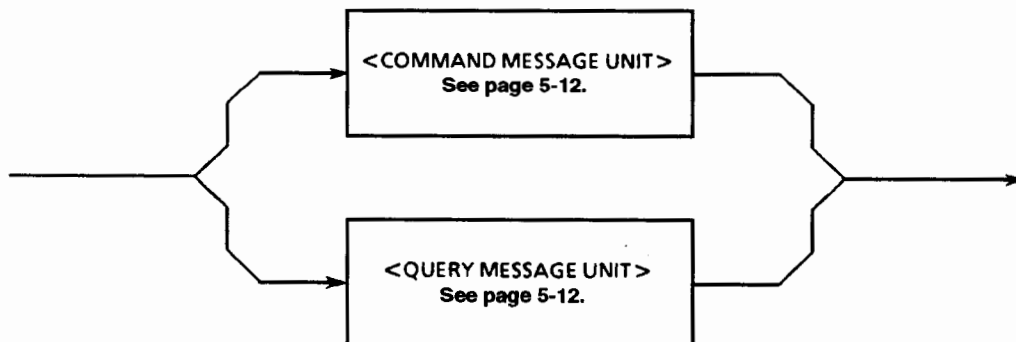 <COMMAND MESSAGE UNIT>
See page 5-12.
<QUERY MESSAGE UNIT>
See page 5-12.